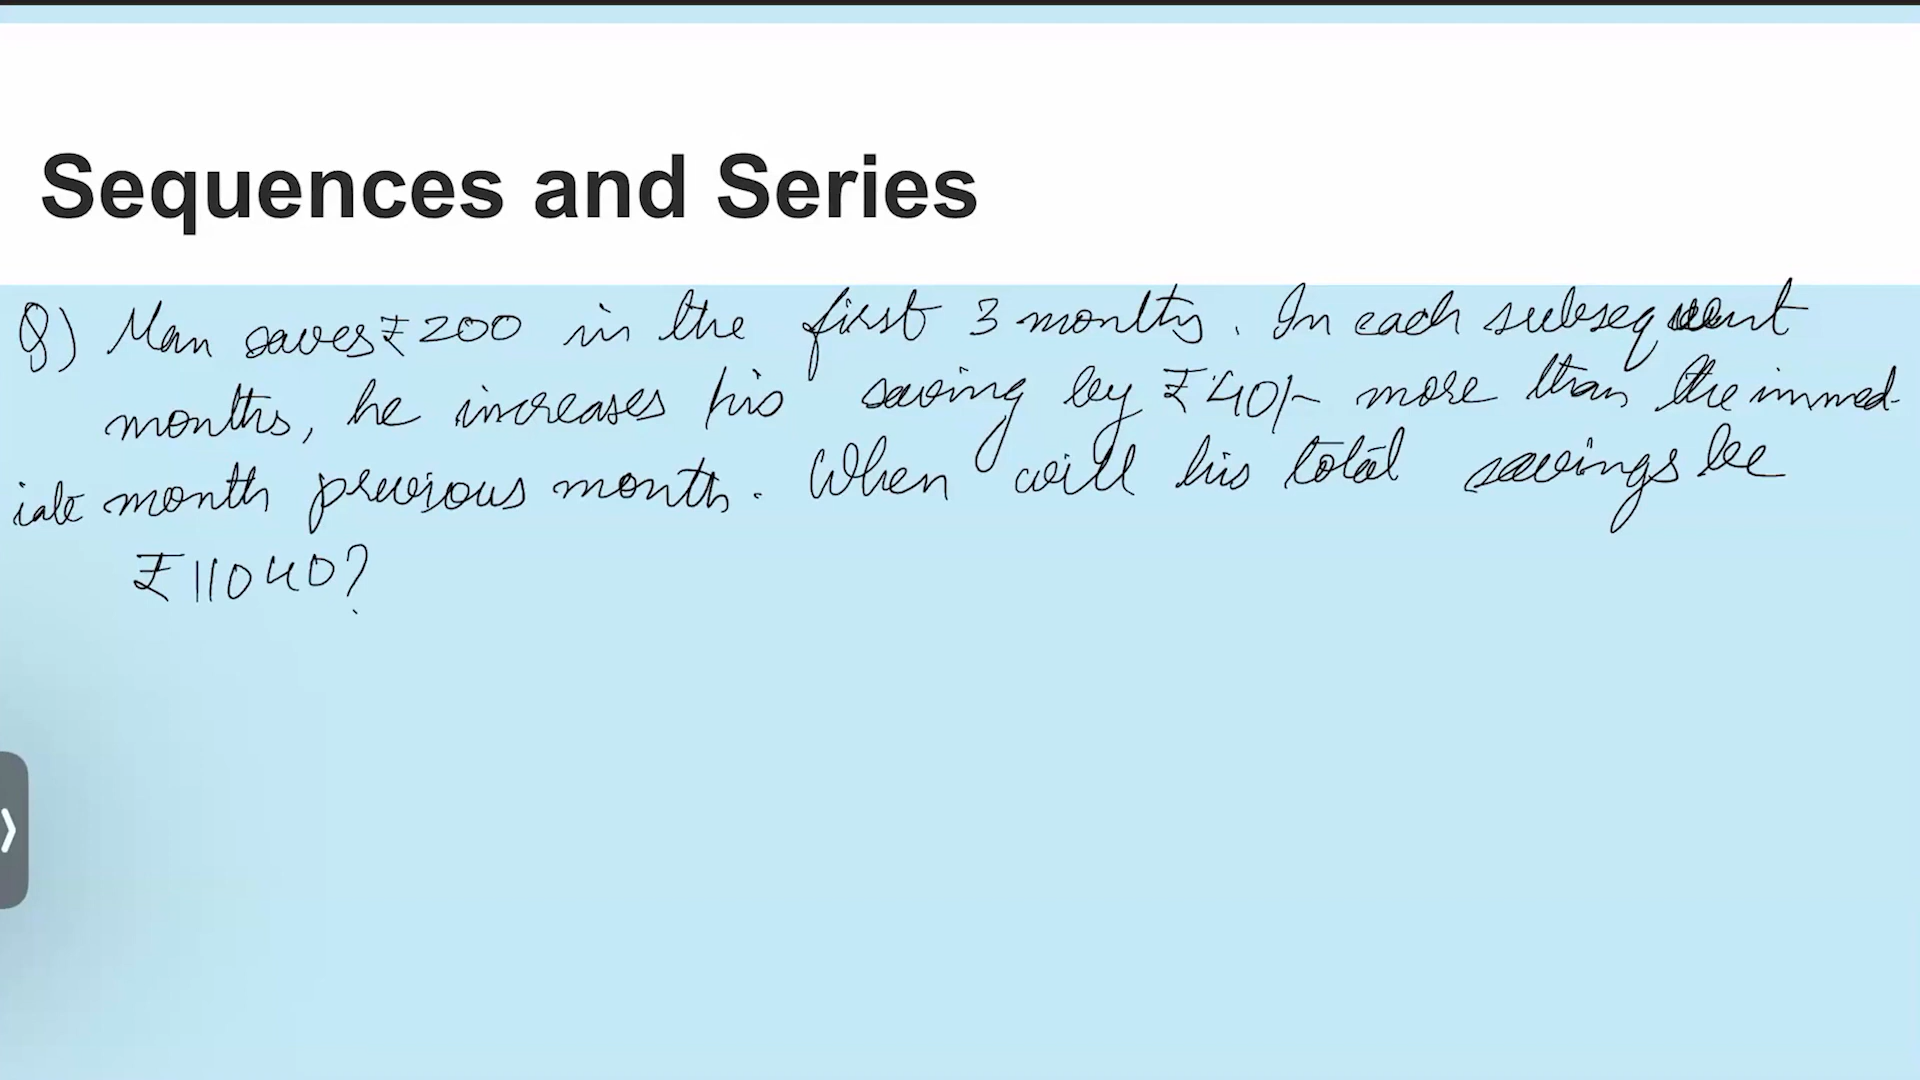 Sequences and Series
Q) Man saves ₹200 in the first 3 months. In each subsequent
months, he increases his saving by ₹40/- more than the immed-
iate month previous month. When will his total savings be
₹11040?